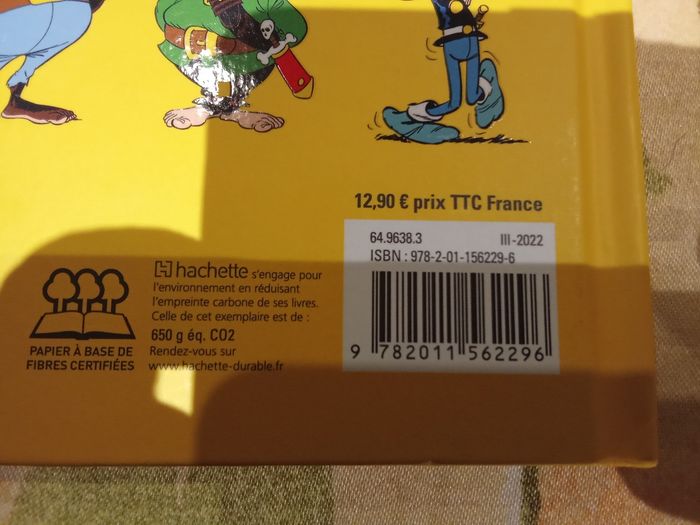 12,90 € prix TTC France
64.9638.3 III-2022
ISBN : 978-2-01-156229-6
9 782011 562296
hachette s'engage pour
l'environnement en réduisant
l'empreinte carbone de ses livres.
Celle de cet exemplaire est de :
650 g éq. CO2
Rendez-vous sur
www.hachette-durable.fr
PAPIER À BASE DE
FIBRES CERTIFIÉES